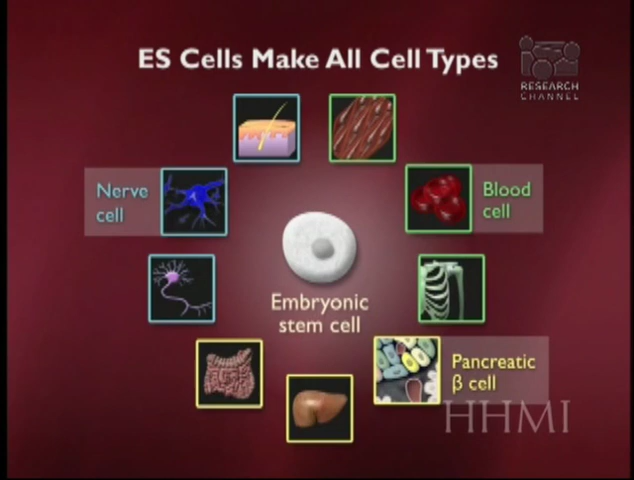 ES Cells Make All Cell Types
RESEARCH
CHANNEL
Nerve
cell
Blood
cell
Embryonic
stem cell
Pancreatic
β cell
HHMI